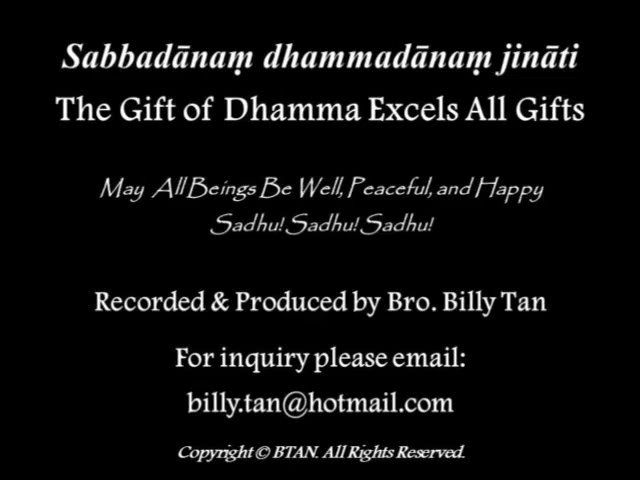 Sabbadānaṃ dhammadānaṃ jināti
The Gift of Dhamma Excels All Gifts
May All Beings Be Well, Peaceful, and Happy
Sadhu! Sadhu! Sadhu!
Recorded & Produced by Bro. Billy Tan
For inquiry please email:
billy.tan@hotmail.com
Copyright © BTAN. All Rights Reserved.